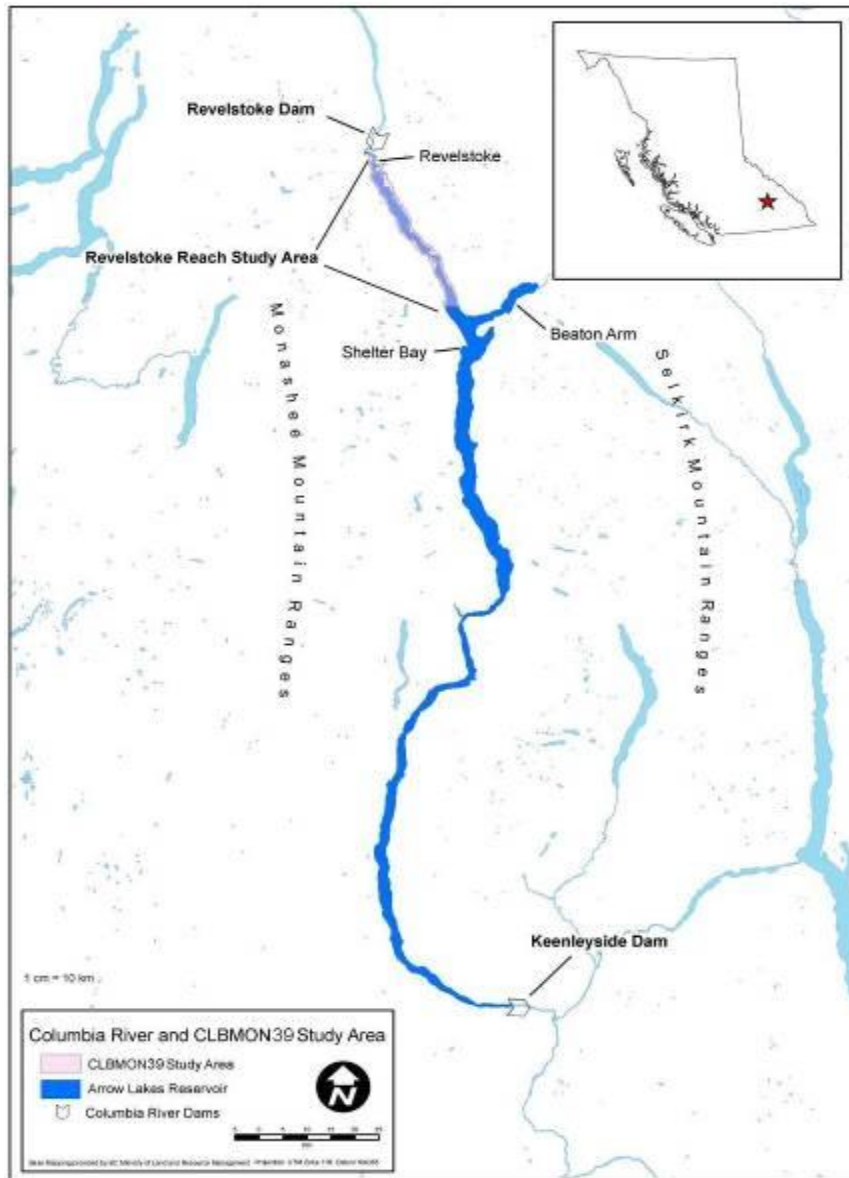 Revelstoke Dam
Revelstoke
Revelstoke Reach Study Area
Beaton Arm
Shelter Bay
Monashee Mountain Ranges
Selkirk Mountain Ranges
Keenleyside Dam
1 cm = 10 km
Columbia River and CLBMON39 Study Area
CLBMON39 Study Area
Arrow Lakes Reservoir
Columbia River Dams
N